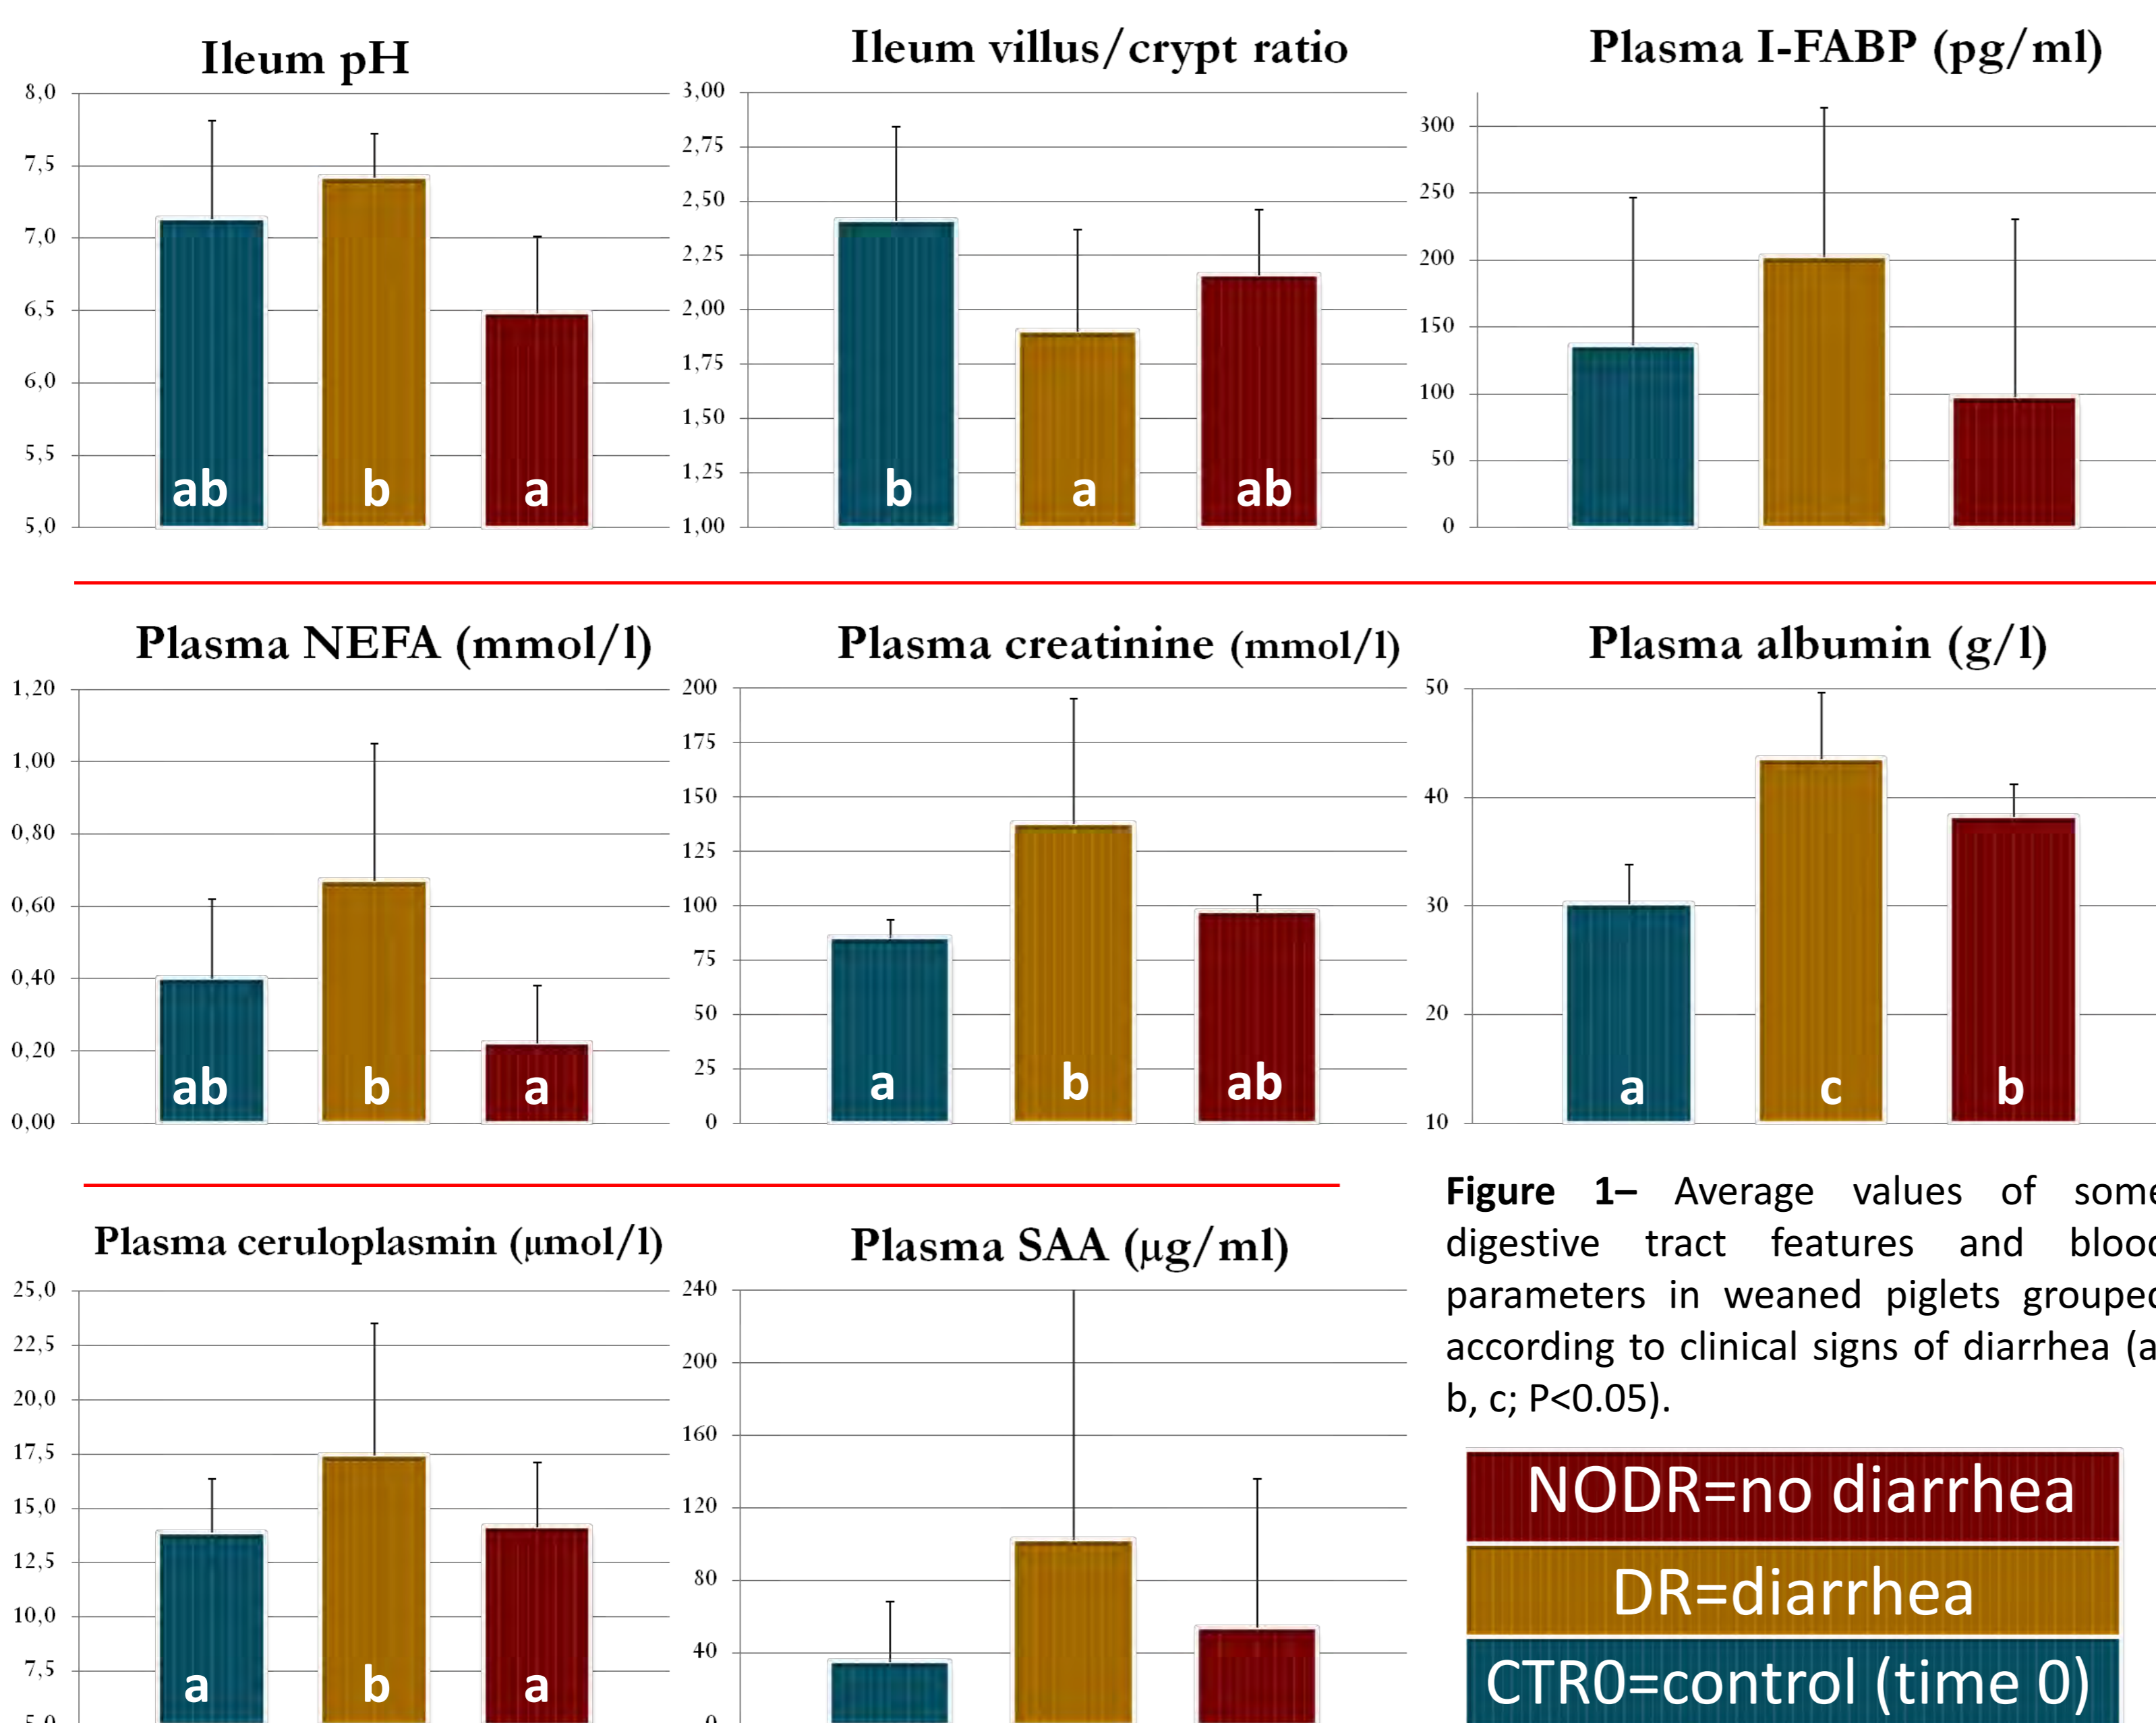 Ileum pH
8,0
7,5
7,0
6,5
6,0
5,5
5,0
ab b a
Ileum villus/crypt ratio
3,00
2,75
2,50
2,25
2,00
1,75
1,50
1,25
1,00
b a ab
Plasma I-FABP (pg/ml)
300
250
200
150
100
50
0
Plasma NEFA (mmol/l)
1,20
1,00
0,80
0,60
0,40
0,20
0,00
ab b a
Plasma creatinine (mmol/l)
200
175
150
125
100
75
50
25
0
a b ab
Plasma albumin (g/l)
50
40
30
20
10
a c b
Plasma ceruloplasmin (µmol/l)
25,0
22,5
20,0
17,5
15,0
12,5
10,0
7,5
5,0
a b a
Plasma SAA (µg/ml)
240
200
160
120
80
40
0
Figure 1– Average values of some
digestive tract features and blood
parameters in weaned piglets grouped
according to clinical signs of diarrhea (a
b, c; P<0.05).
NODR=no diarrhea
DR=diarrhea
CTR0=control (time 0)